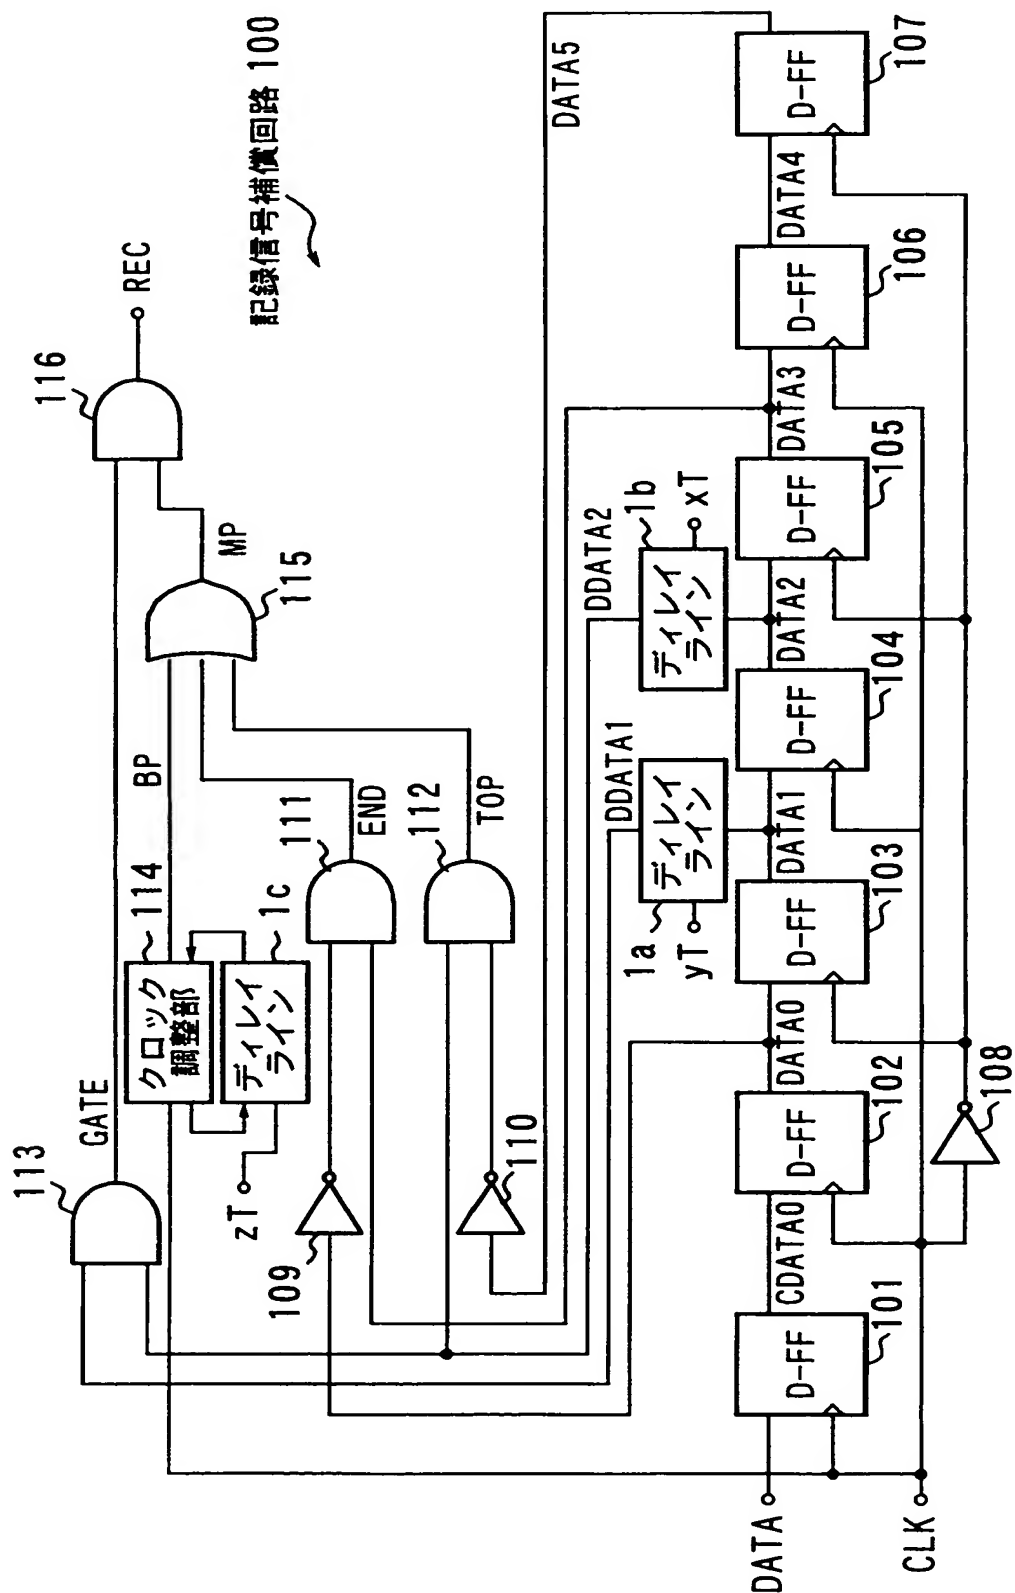 記録信号補償回路 100
113
GATE
114
クロック
調整部
BP
116
REC
MP
115
ディレイ
ライン
1c
zT
109
111
END
112
TOP
110
DDATA1
DDATA2
DATA5
1a
yT
ディレイ
ライン
1b
xT
ディレイ
ライン
DATA
D-FF
101
CDATA0
D-FF
102
DATA0
D-FF
103
DATA1
D-FF
104
DATA2
D-FF
105
DATA3
D-FF
106
DATA4
D-FF
107
CLK
108